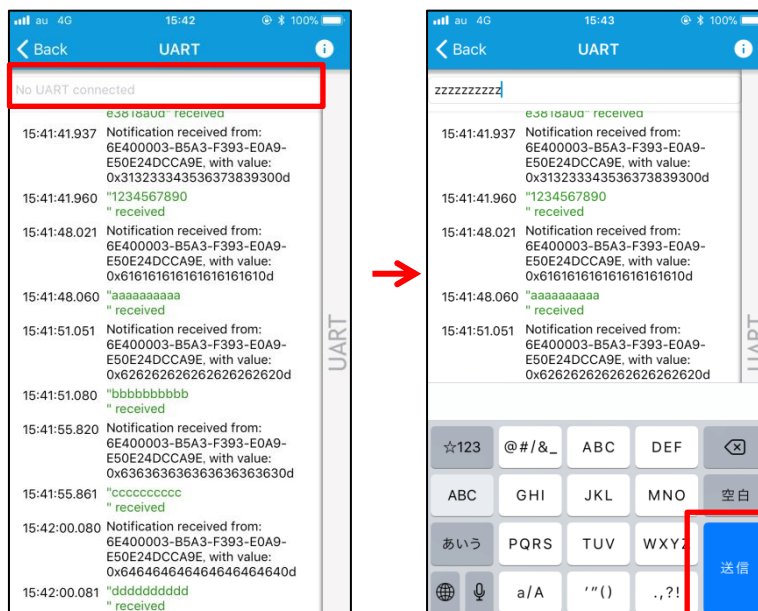 au 4G 15:42 100%
Back UART i
No UART connected
e3818a0d" received
15:41:41.937 Notification received from:
6E400003-B5A3-F393-E0A9-
E50E24DCCA9E, with value:
0x313233343536373839300d
15:41:41.960 "1234567890
" received
15:41:48.021 Notification received from:
6E400003-B5A3-F393-E0A9-
E50E24DCCA9E, with value:
0x616161616161616161610d
15:41:48.060 "aaaaaaaaaa
" received
15:41:51.051 Notification received from:
6E400003-B5A3-F393-E0A9-
E50E24DCCA9E, with value:
0x626262626262626262620d
15:41:51.080 "bbbbbbbbbb
" received
15:41:55.820 Notification received from:
6E400003-B5A3-F393-E0A9-
E50E24DCCA9E, with value:
0x636363636363636363630d
15:41:55.861 "cccccccccc
" received
15:42:00.080 Notification received from:
6E400003-B5A3-F393-E0A9-
E50E24DCCA9E, with value:
0x646464646464646464640d
15:42:00.081 "dddddddddd
" received
UART
au 4G 15:43 100%
Back UART i
zzzzzzzzzz
e3818a0d" received
15:41:41.937 Notification received from:
6E400003-B5A3-F393-E0A9-
E50E24DCCA9E, with value:
0x313233343536373839300d
15:41:41.960 "1234567890
" received
15:41:48.021 Notification received from:
6E400003-B5A3-F393-E0A9-
E50E24DCCA9E, with value:
0x616161616161616161610d
15:41:48.060 "aaaaaaaaaa
" received
15:41:51.051 Notification received from:
6E400003-B5A3-F393-E0A9-
E50E24DCCA9E, with value:
0x626262626262626262620d
UART
☆123 @#/&_ ABC DEF
ABC GHI JKL MNO 空白
あいう PQRS TUV WXYZ
送信
a/A '"() .,?!